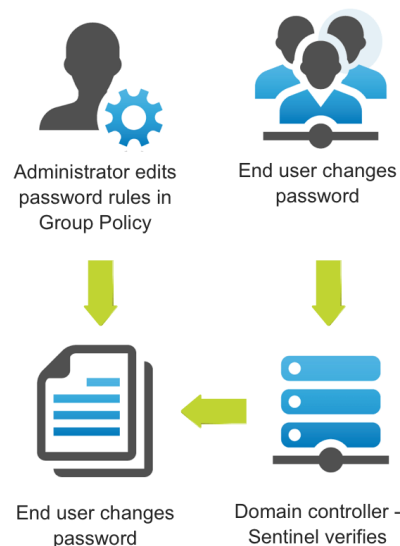 Administrator edits
password rules in
Group Policy
End user changes
password
End user changes
password
Domain controller -
Sentinel verifies